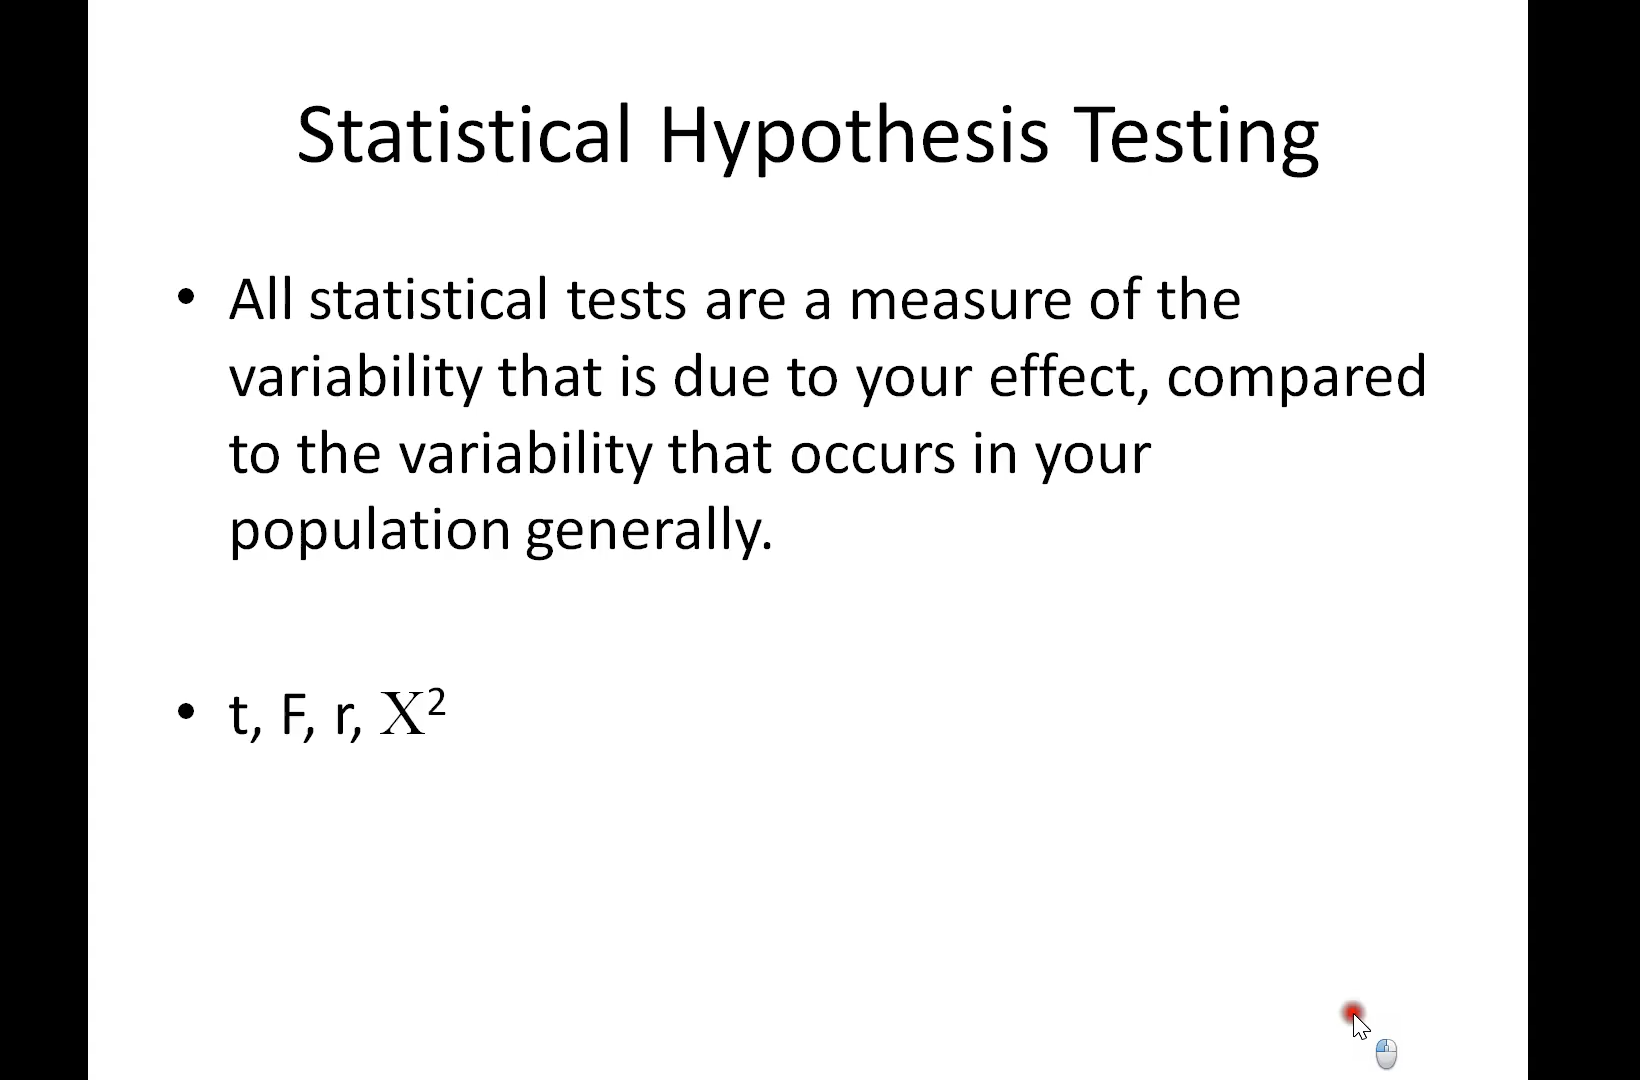 Statistical Hypothesis Testing
• All statistical tests are a measure of the
variability that is due to your effect, compared
to the variability that occurs in your
population generally.
• t, F, r, Χ²